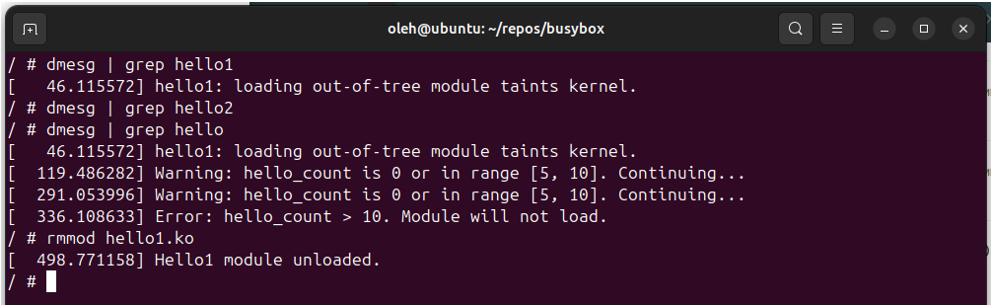 oleh@ubuntu: ~/repos/busybox
/ # dmesg | grep hello1
[   46.115572] hello1: loading out-of-tree module taints kernel.
/ # dmesg | grep hello2
/ # dmesg | grep hello
[   46.115572] hello1: loading out-of-tree module taints kernel.
[  119.486282] Warning: hello_count is 0 or in range [5, 10]. Continuing...
[  291.053996] Warning: hello_count is 0 or in range [5, 10]. Continuing...
[  336.108633] Error: hello_count > 10. Module will not load.
/ # rmmod hello1.ko
[  498.771158] Hello1 module unloaded.
/ #